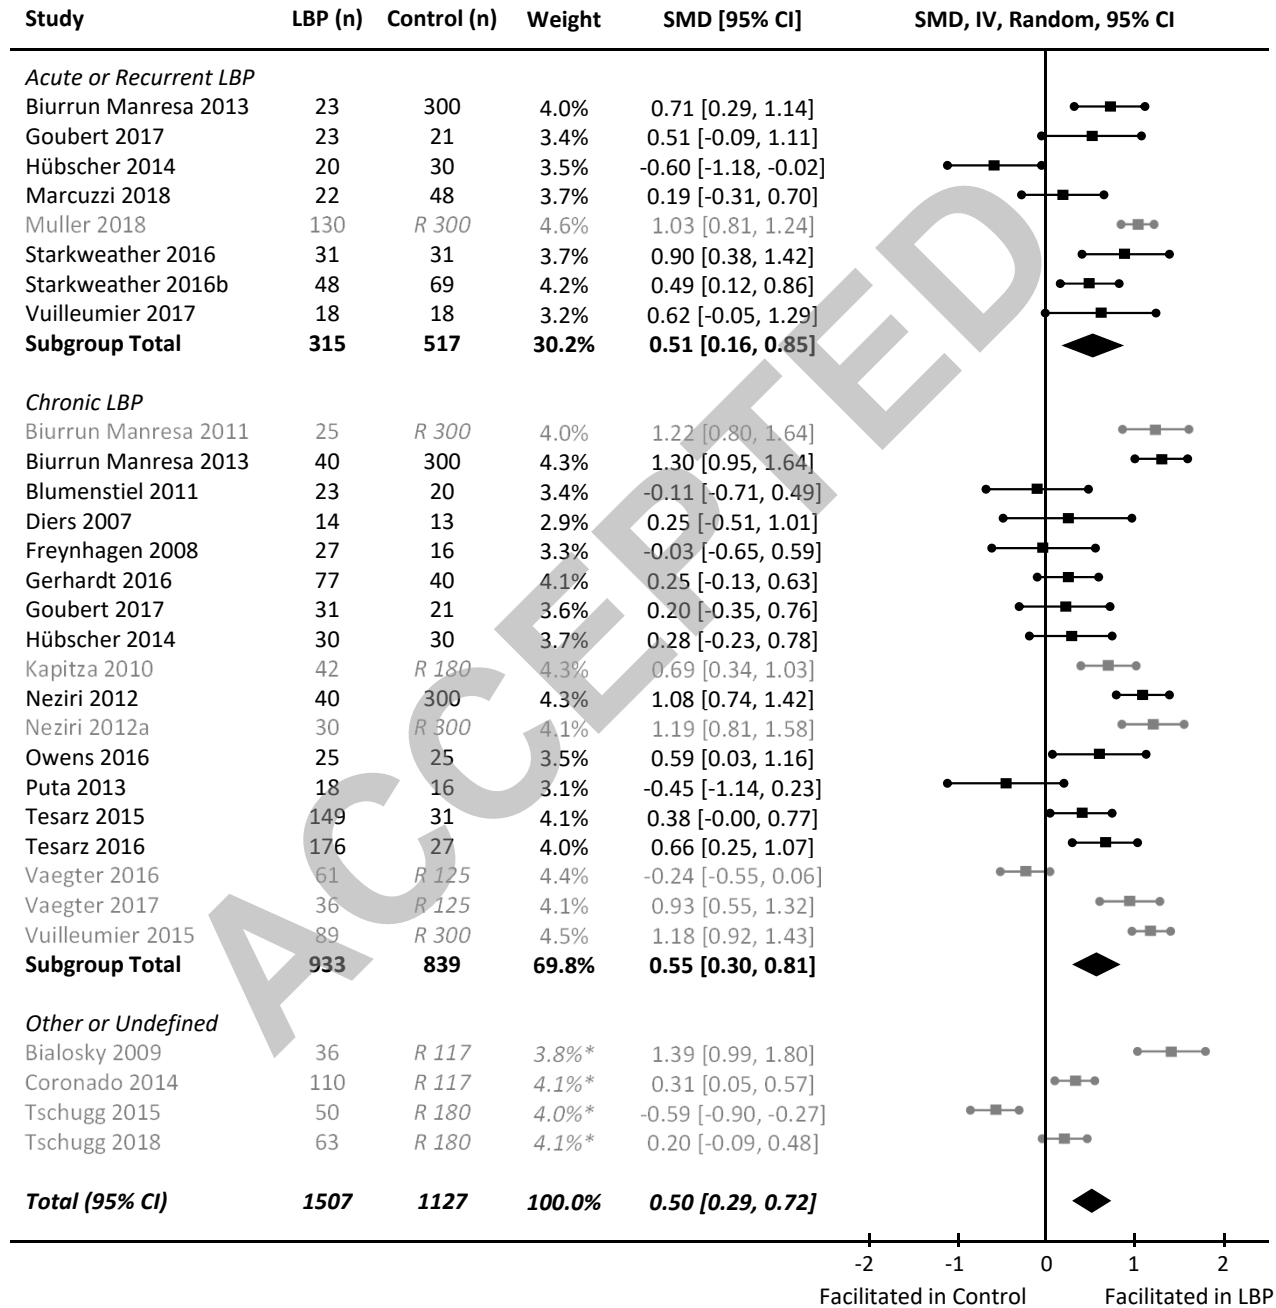 Study LBP (n) Control (n) Weight SMD [95% CI] SMD, IV, Random, 95% CI
Acute or Recurrent LBP
Biurrun Manresa 2013 23 300 4.0% 0.71 [0.29, 1.14]
Goubert 2017 23 21 3.4% 0.51 [-0.09, 1.11]
Hübscher 2014 20 30 3.5% -0.60 [-1.18, -0.02]
Marcuzzi 2018 22 48 3.7% 0.19 [-0.31, 0.70]
Muller 2018 130 R 300 4.6% 1.03 [0.81, 1.24]
Starkweather 2016 31 31 3.7% 0.90 [0.38, 1.42]
Starkweather 2016b 48 69 4.2% 0.49 [0.12, 0.86]
Vuilleumier 2017 18 18 3.2% 0.62 [-0.05, 1.29]
Subgroup Total 315 517 30.2% 0.51 [0.16, 0.85]
Chronic LBP
Biurrun Manresa 2011 25 R 300 4.0% 1.22 [0.80, 1.64]
Biurrun Manresa 2013 40 300 4.3% 1.30 [0.95, 1.64]
Blumenstiel 2011 23 20 3.4% -0.11 [-0.71, 0.49]
Diers 2007 14 13 2.9% 0.25 [-0.51, 1.01]
Freynhagen 2008 27 16 3.3% -0.03 [-0.65, 0.59]
Gerhardt 2016 77 40 4.1% 0.25 [-0.13, 0.63]
Goubert 2017 31 21 3.6% 0.20 [-0.35, 0.76]
Hübscher 2014 30 30 3.7% 0.28 [-0.23, 0.78]
Kapitza 2010 42 R 180 4.3% 0.69 [0.34, 1.03]
Neziri 2012 40 300 4.3% 1.08 [0.74, 1.42]
Neziri 2012a 30 R 300 4.1% 1.19 [0.81, 1.58]
Owens 2016 25 25 3.5% 0.59 [0.03, 1.16]
Puta 2013 18 16 3.1% -0.45 [-1.14, 0.23]
Tesarz 2015 149 31 4.1% 0.38 [-0.00, 0.77]
Tesarz 2016 176 27 4.0% 0.66 [0.25, 1.07]
Vaegter 2016 61 R 125 4.4% -0.24 [-0.55, 0.06]
Vaegter 2017 36 R 125 4.1% 0.93 [0.55, 1.32]
Vuilleumier 2015 89 R 300 4.5% 1.18 [0.92, 1.43]
Subgroup Total 933 839 69.8% 0.55 [0.30, 0.81]
Other or Undefined
Bialosky 2009 36 R 117 3.8%* 1.39 [0.99, 1.80]
Coronado 2014 110 R 117 4.1%* 0.31 [0.05, 0.57]
Tschugg 2015 50 R 180 4.0%* -0.59 [-0.90, -0.27]
Tschugg 2018 63 R 180 4.1%* 0.20 [-0.09, 0.48]
Total (95% CI) 1507 1127 100.0% 0.50 [0.29, 0.72]
-2 -1 0 1 2
Facilitated in Control Facilitated in LBP
ACCEPTED